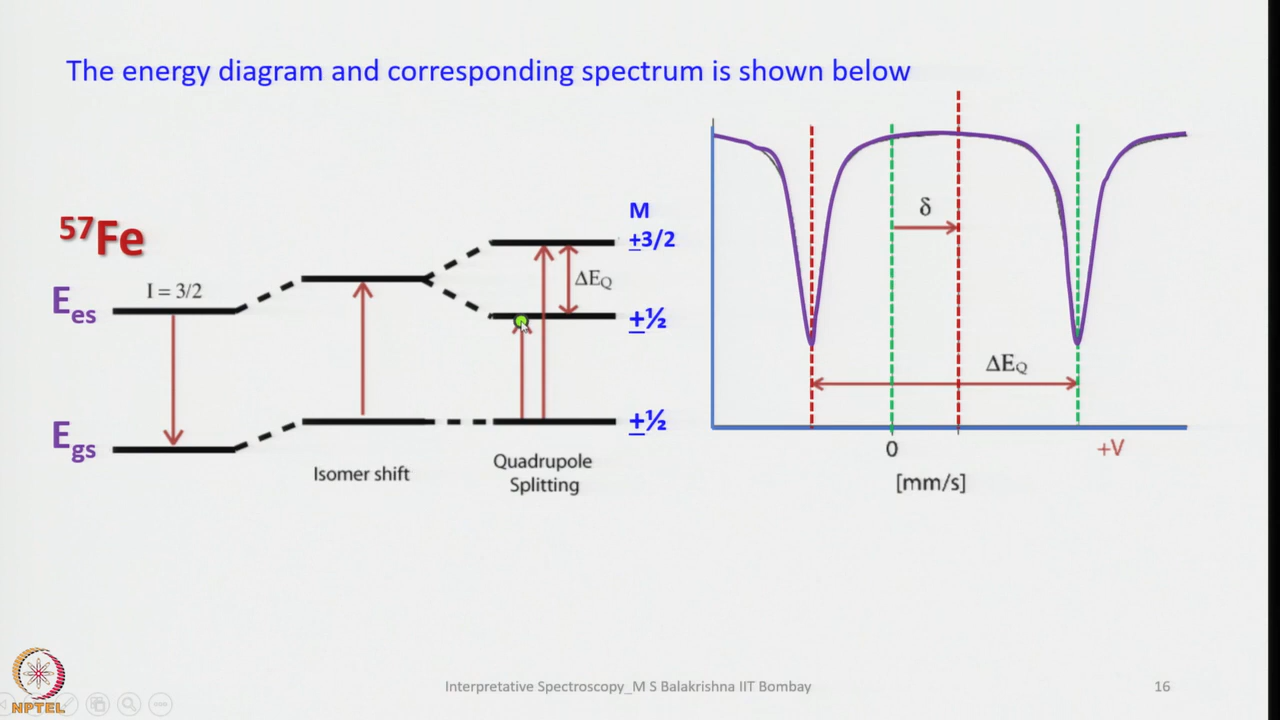 The energy diagram and corresponding spectrum is shown below
57Fe
Ees
I = 3/2
Egs
Isomer shift
Quadrupole
Splitting
M
+3/2
ΔEQ
+½
+½
δ
ΔEQ
0
+V
[mm/s]
NPTEL
Interpretative Spectroscopy_M S Balakrishna IIT Bombay
16